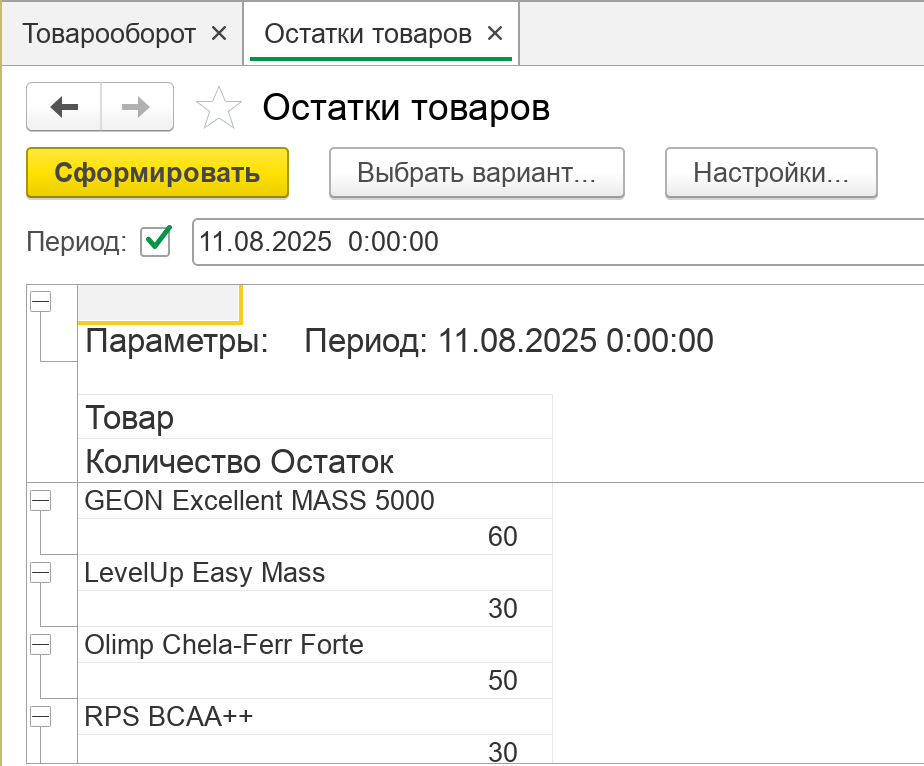 Товарооборот × Остатки товаров ×
Остатки товаров
Сформировать Выбрать вариант... Настройки...
Период: 11.08.2025 0:00:00
Параметры: Период: 11.08.2025 0:00:00
Товар
Количество Остаток
GEON Excellent MASS 5000
60
LevelUp Easy Mass
30
Olimp Chela-Ferr Forte
50
RPS BCAA++
30